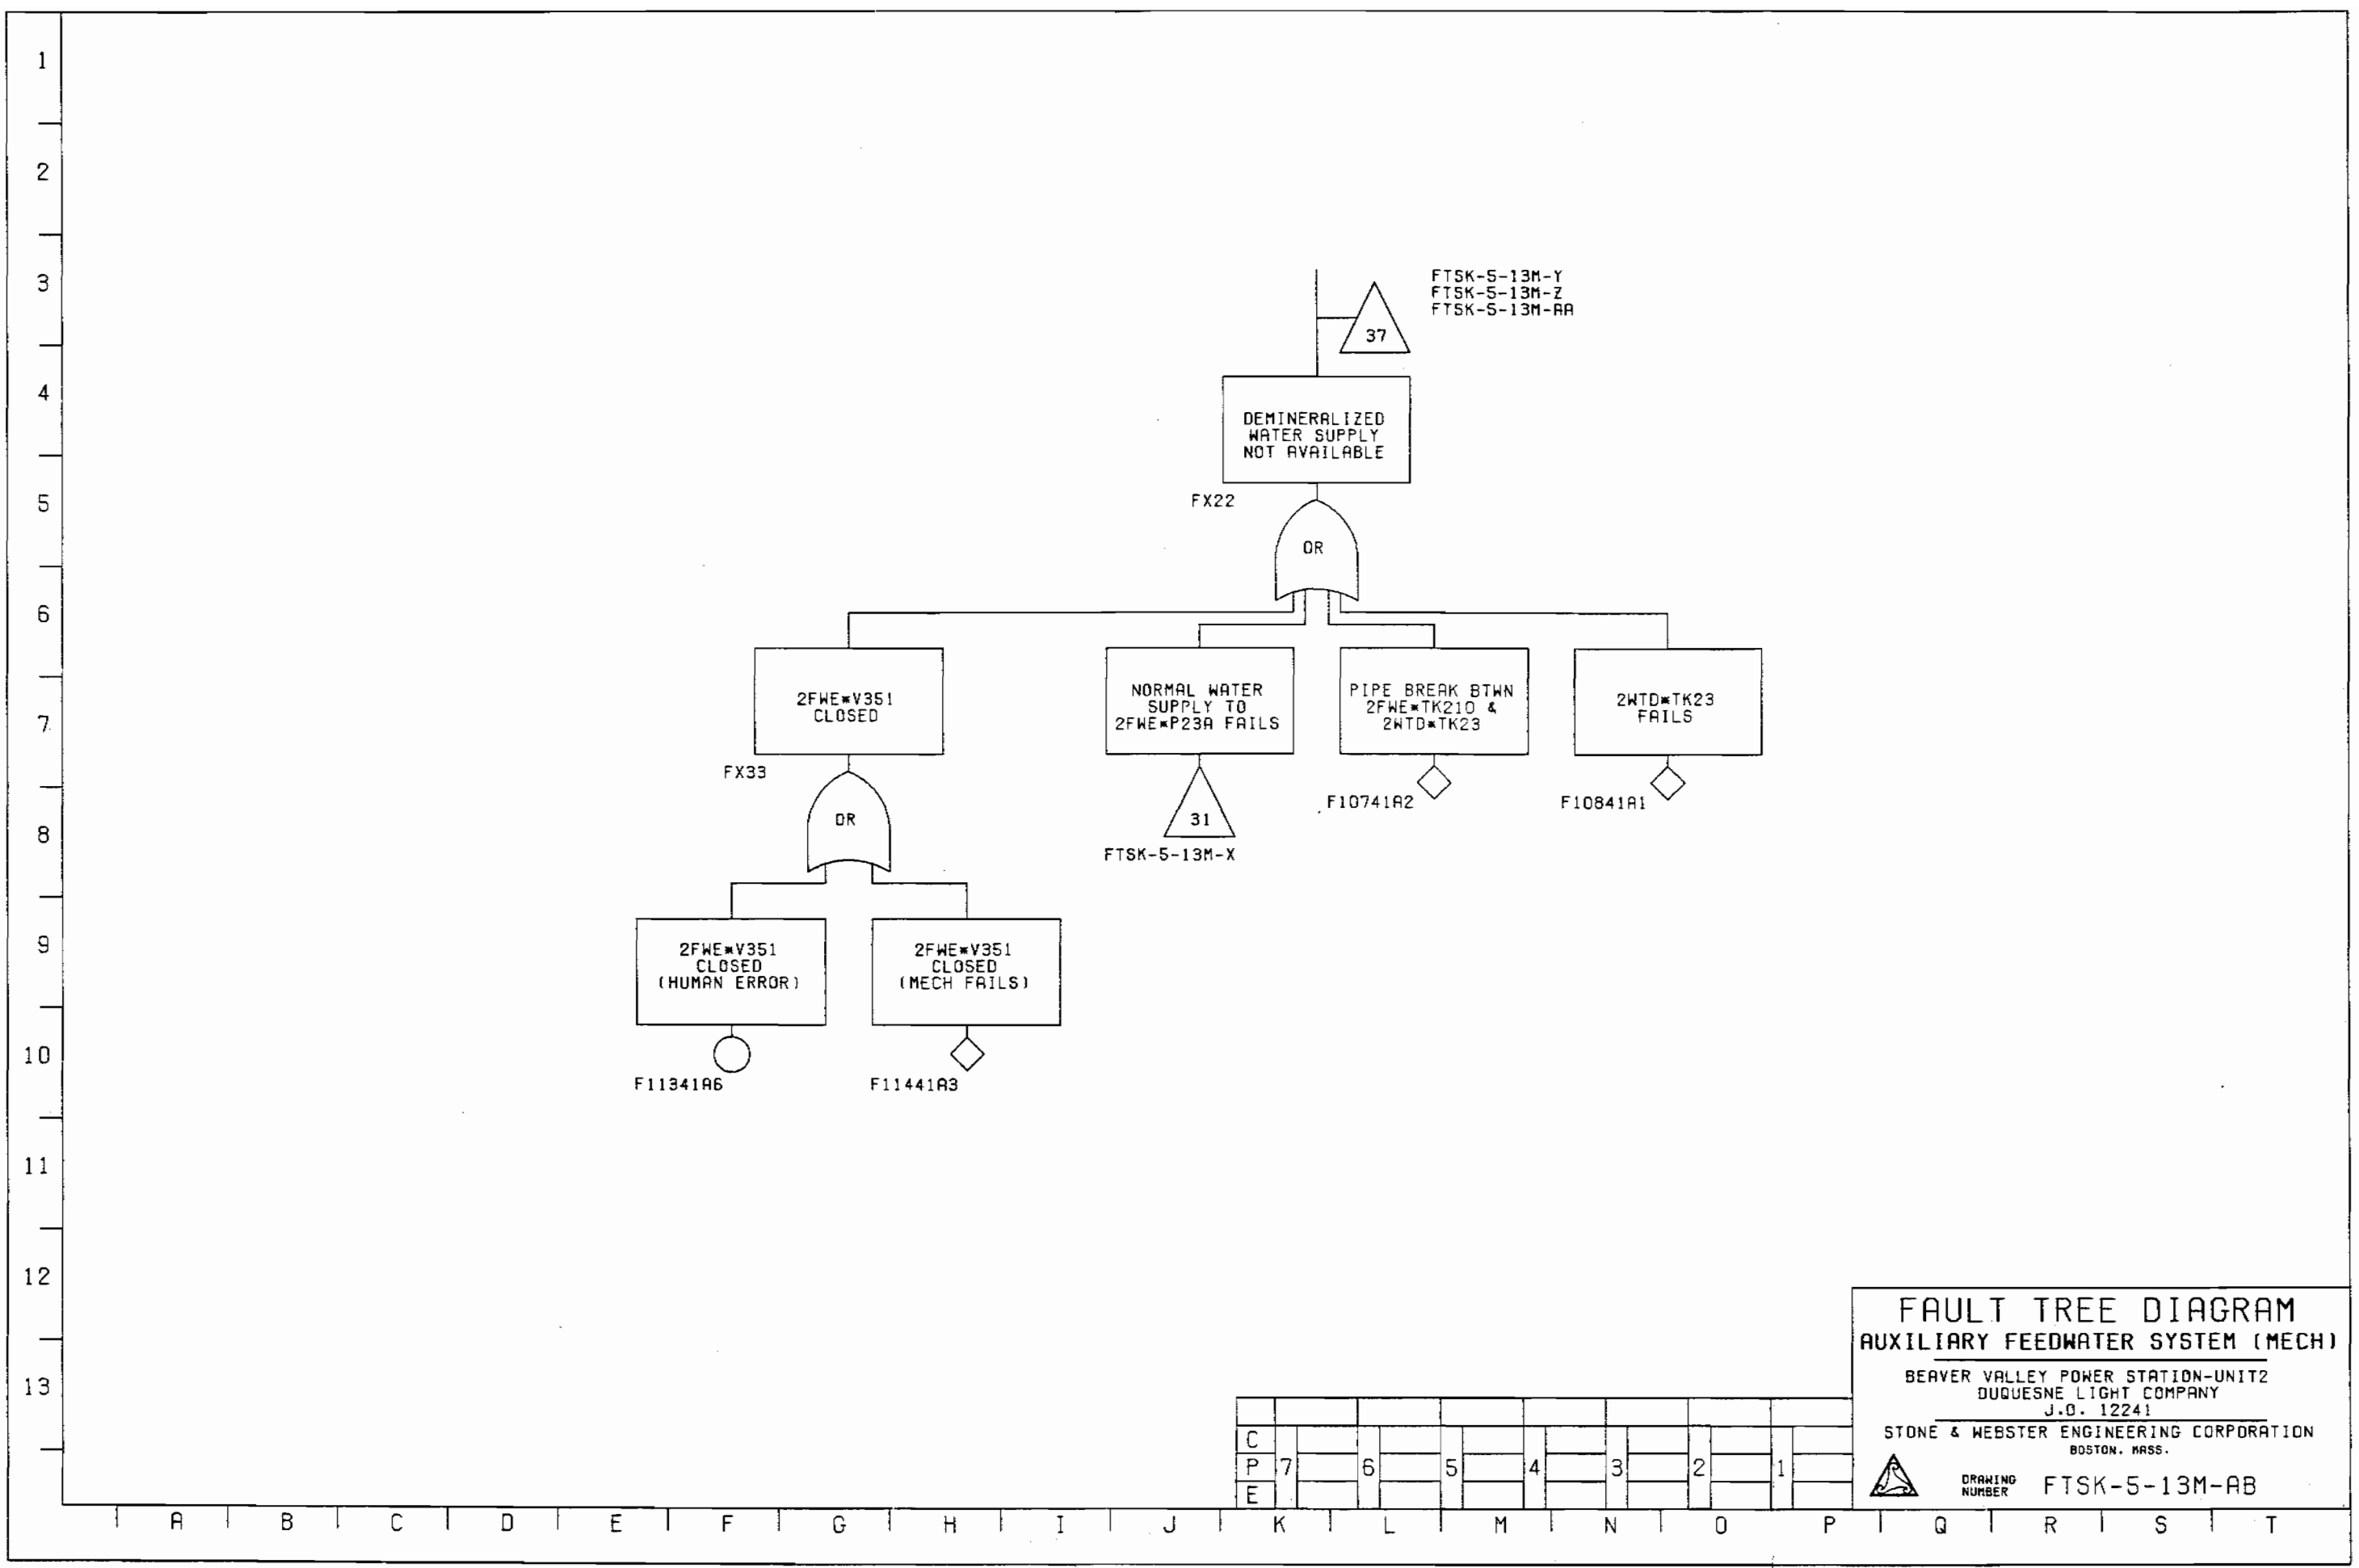 1
2
3
4
5
6
7
8
9
10
11
12
13
FTSK-5-13M-Y
FTSK-5-13M-Z
FTSK-5-13M-AA
37
DEMINERALIZED
WATER SUPPLY
NOT AVAILABLE
FX22
OR
2FWE*V351
CLOSED
NORMAL WATER
SUPPLY TO
2FWE*P23A FAILS
PIPE BREAK BTWN
2FWE*TK210 &
2WTD*TK23
2WTD*TK23
FAILS
FX33
OR
31
FTSK-5-13M-X
F10741A2
F10841A1
2FWE*V351
CLOSED
(HUMAN ERROR)
2FWE*V351
CLOSED
(MECH FAILS)
F11341A6
F11441A3
FAULT TREE DIAGRAM
AUXILIARY FEEDWATER SYSTEM (MECH)
BEAVER VALLEY POWER STATION-UNIT2
DUQUESNE LIGHT COMPANY
J.O. 12241
STONE & WEBSTER ENGINEERING CORPORATION
BOSTON, MASS.
DRAWING
NUMBER
FTSK-5-13M-AB
C
P 7 6 5 4 3 2 1
E
A B C D E F G H I J K L M N O P Q R S T